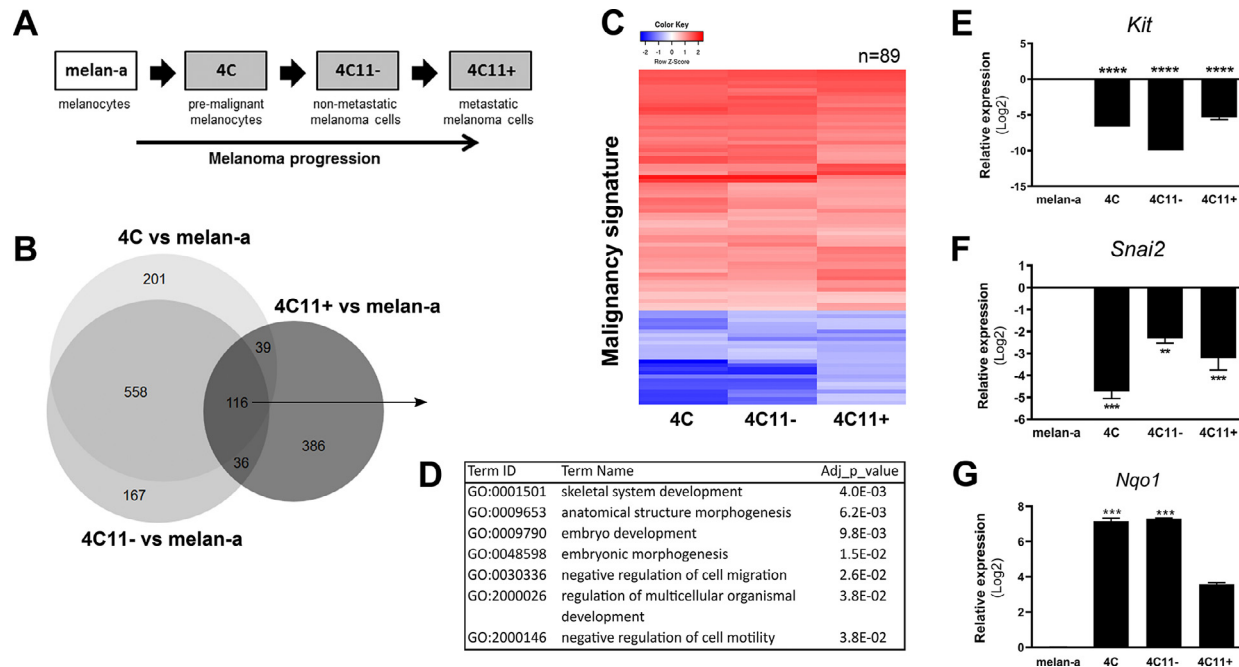 A
melan-a
4C
4C11-
4C11+
melanocytes
pre-malignant
melanocytes
non-metastatic
melanoma cells
metastatic
melanoma cells
Melanoma progression
B
4C vs melan-a
201
4C11+ vs melan-a
39
558
116
386
36
167
4C11- vs melan-a
C
Color Key
-2 -1 0 1 2
Row Z-Score
n=89
Malignancy signature
4C 4C11- 4C11+
D
Term ID Term Name Adj_p_value
GO:0001501 skeletal system development 4.0E-03
GO:0009653 anatomical structure morphogenesis 6.2E-03
GO:0009790 embryo development 9.8E-03
GO:0048598 embryonic morphogenesis 1.5E-02
GO:0030336 negative regulation of cell migration 2.6E-02
GO:2000026 regulation of multicellular organismal 3.8E-02
development
GO:2000146 negative regulation of cell motility 3.8E-02
E
Kit
Relative expression
(Log2)
0
-5
-10
-15
**** **** ****
melan-a 4C 4C11- 4C11+
F
Snai2
Relative expression
(Log2)
1
0
-1
-2
-3
-4
-5
-6
*** ** ***
melan-a 4C 4C11- 4C11+
G
Nqo1
Relative expression
(Log2)
8
6
4
2
0
*** ***
melan-a 4C 4C11- 4C11+